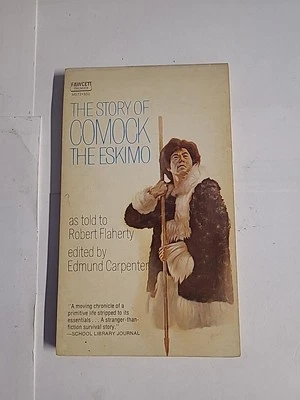 FAWCETT
THE STORY OF
COMOCK
THE ESKIMO
as told to
Robert Flaherty
edited by
Edmund Carpenter
"A moving chronicle of a
primitive life stripped to its
essentials . . . A stranger-than-
fiction survival story."
—SCHOOL LIBRARY JOURNAL